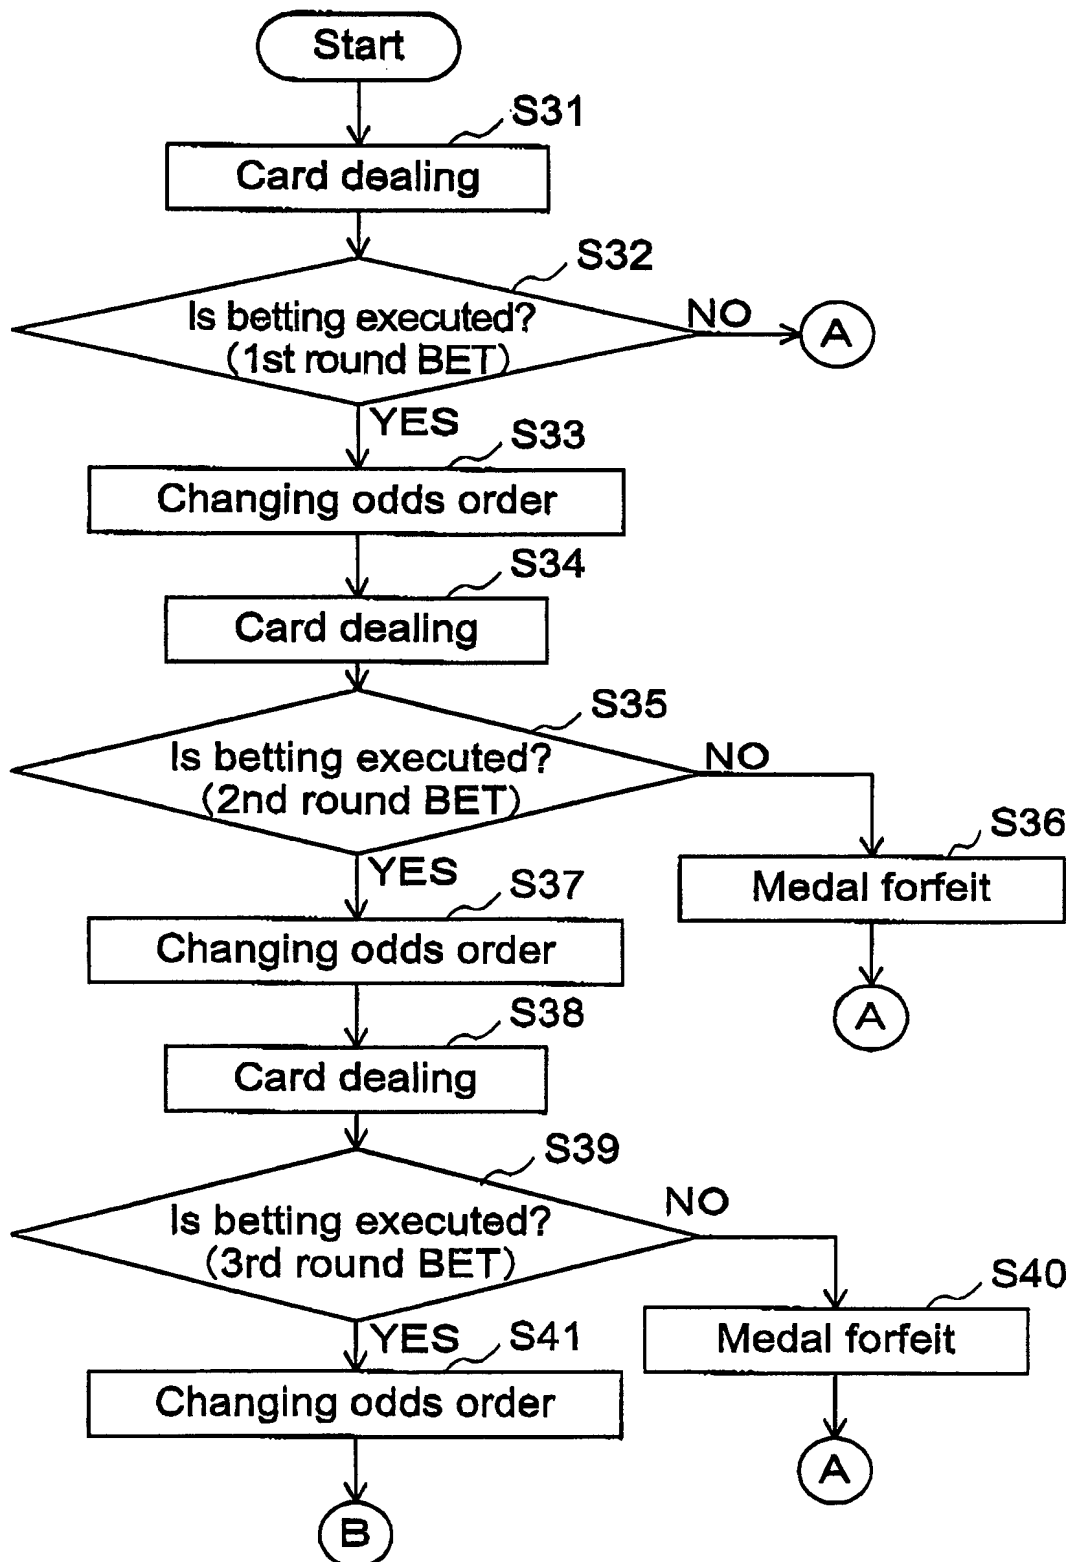 Start
S31
Card dealing
S32
Is betting executed?
(1st round BET)
NO
A
YES
S33
Changing odds order
S34
Card dealing
S35
Is betting executed?
(2nd round BET)
NO
S36
Medal forfeit
A
YES
S37
Changing odds order
S38
Card dealing
S39
Is betting executed?
(3rd round BET)
NO
S40
Medal forfeit
A
YES
S41
Changing odds order
B